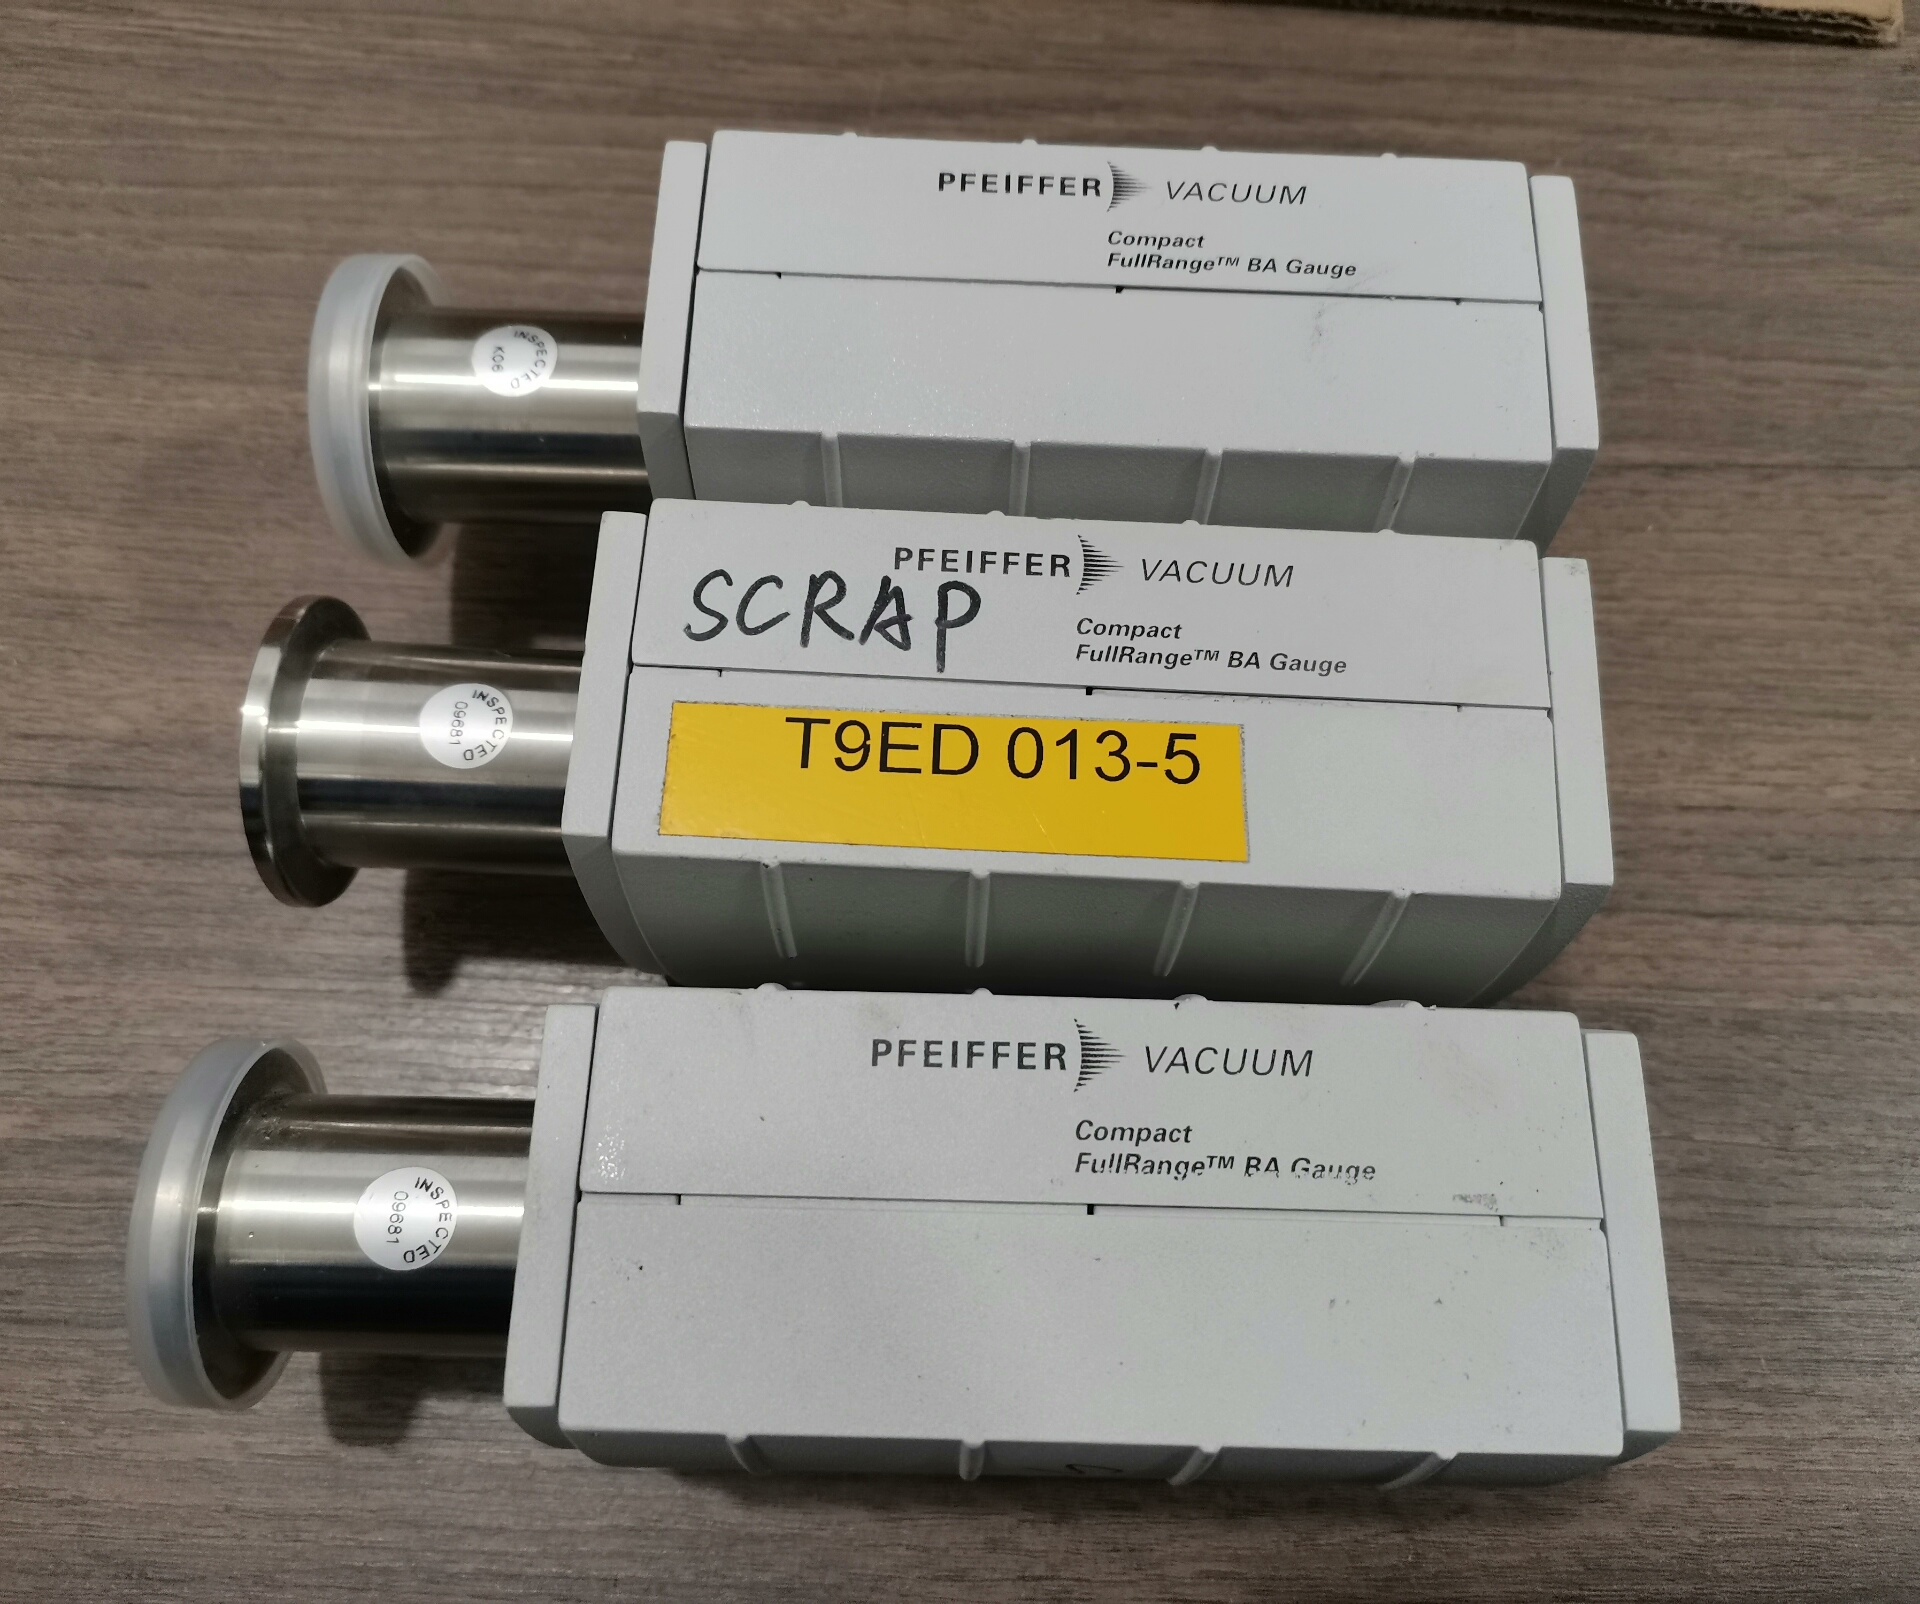 PFEIFFER VACUUM
Compact
FullRange™ BA Gauge
INSPECTED
K06
PFEIFFER VACUUM
SCRAP
Compact
FullRange™ BA Gauge
T9ED 013-5
INSPECTED
09681
PFEIFFER VACUUM
Compact
FullRange™ BA Gauge
INSPECTED
09681